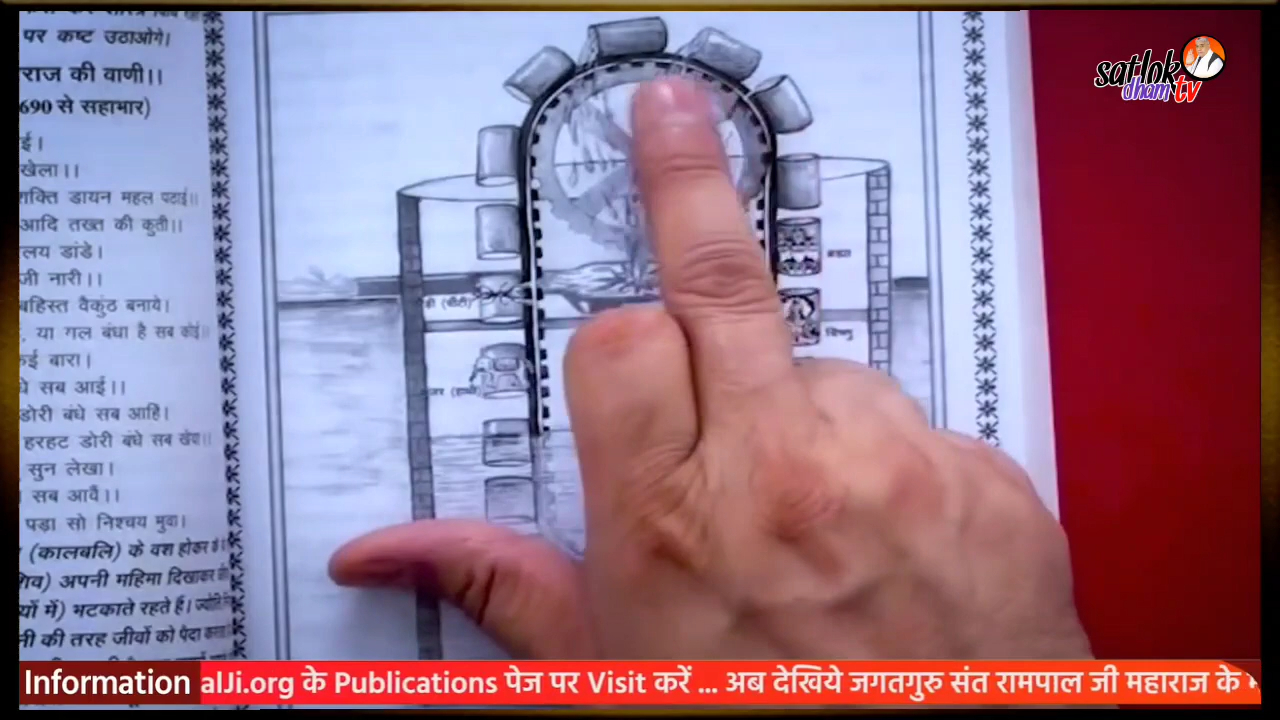 पर कष्ट उठाओगे।
राज की वाणी।।
690 से सहाभार)
ई।
खेला।।
शक्ति डायन महल पठाई।।
आदि तख्त की कुती।।
लय डांडे।
जी नारी।।
बहिस्त वैकुंठ बनाये।
या गल बंधा है सब कोई।।
कई बारा।
सब आई।।
डोरी बंधे सब आहिं।
हरहट डोरी बंधे सब खेवा।।
सुन लेखा।
सब आवैं।।
पड़ा सो निश्चय मुवा।
(कालबलि) के वश होकर
अपनी महिमा दिखाकर
यों में) भटकाते रहते हैं।
नी की तरह जीवों को पैदा
(चींटी)
ब्रह्मा
विष्णु
satlok
dham tv
Information
alJi.org के Publications पेज पर Visit करें ... अब देखिये जगतगुरु संत रामपाल जी महाराज के